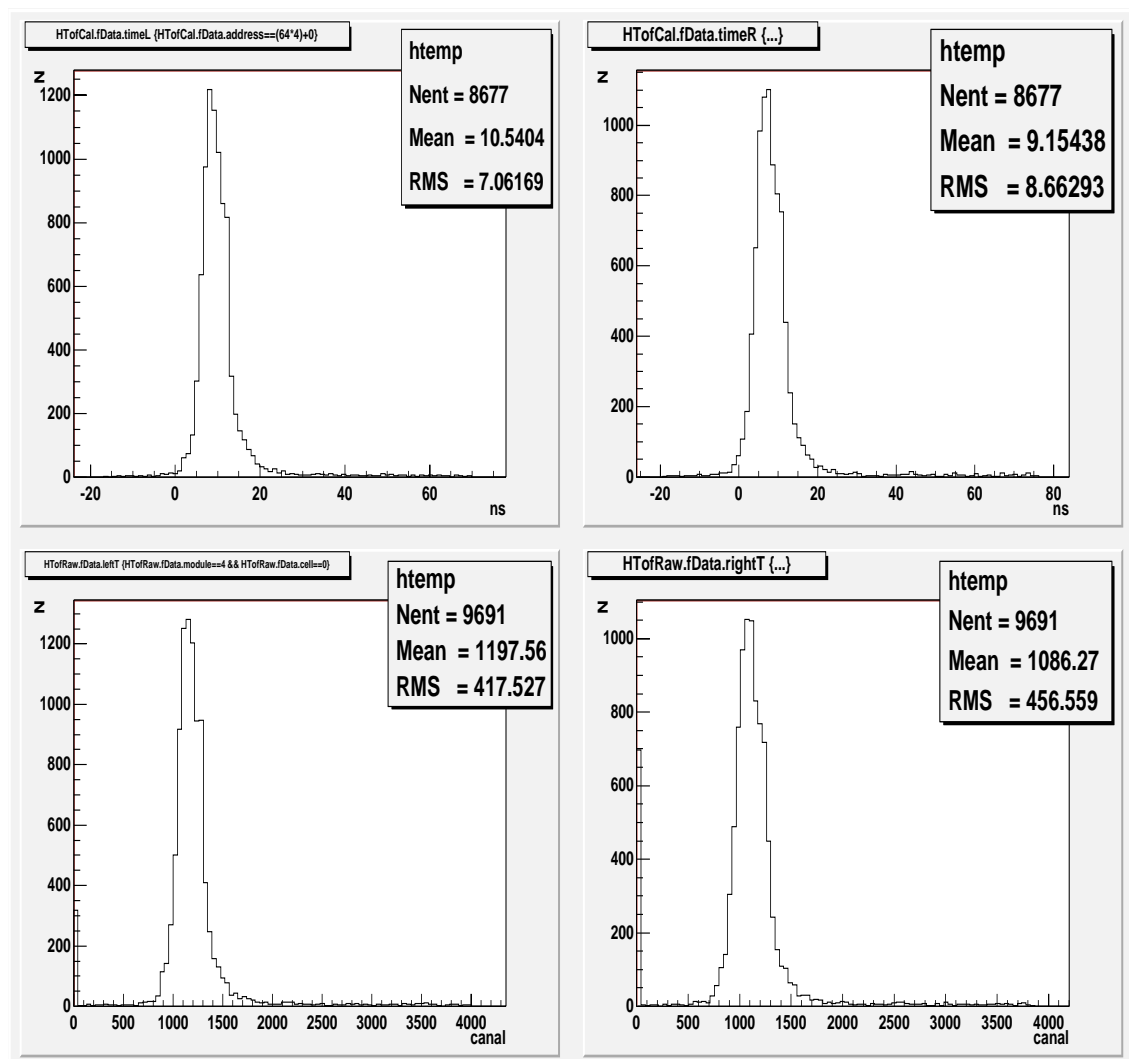 HTofCal.fData.timeL {HTofCal.fData.address==(64*4)+0}
htemp
Nent = 8677
Mean = 10.5404
RMS = 7.06169
N
1200
1000
800
600
400
200
0
-20 0 20 40 60
ns
HTofCal.fData.timeR {...}
htemp
Nent = 8677
Mean = 9.15438
RMS = 8.66293
N
1000
800
600
400
200
0
-20 0 20 40 60 80
ns
HTofRaw.fData.leftT {HTofRaw.fData.module==4 && HTofRaw.fData.cell==0}
htemp
Nent = 9691
Mean = 1197.56
RMS = 417.527
N
1200
1000
800
600
400
200
0
0 500 1000 1500 2000 2500 3000 3500 4000
canal
HTofRaw.fData.rightT {...}
htemp
Nent = 9691
Mean = 1086.27
RMS = 456.559
N
1000
800
600
400
200
0
0 500 1000 1500 2000 2500 3000 3500 4000
canal